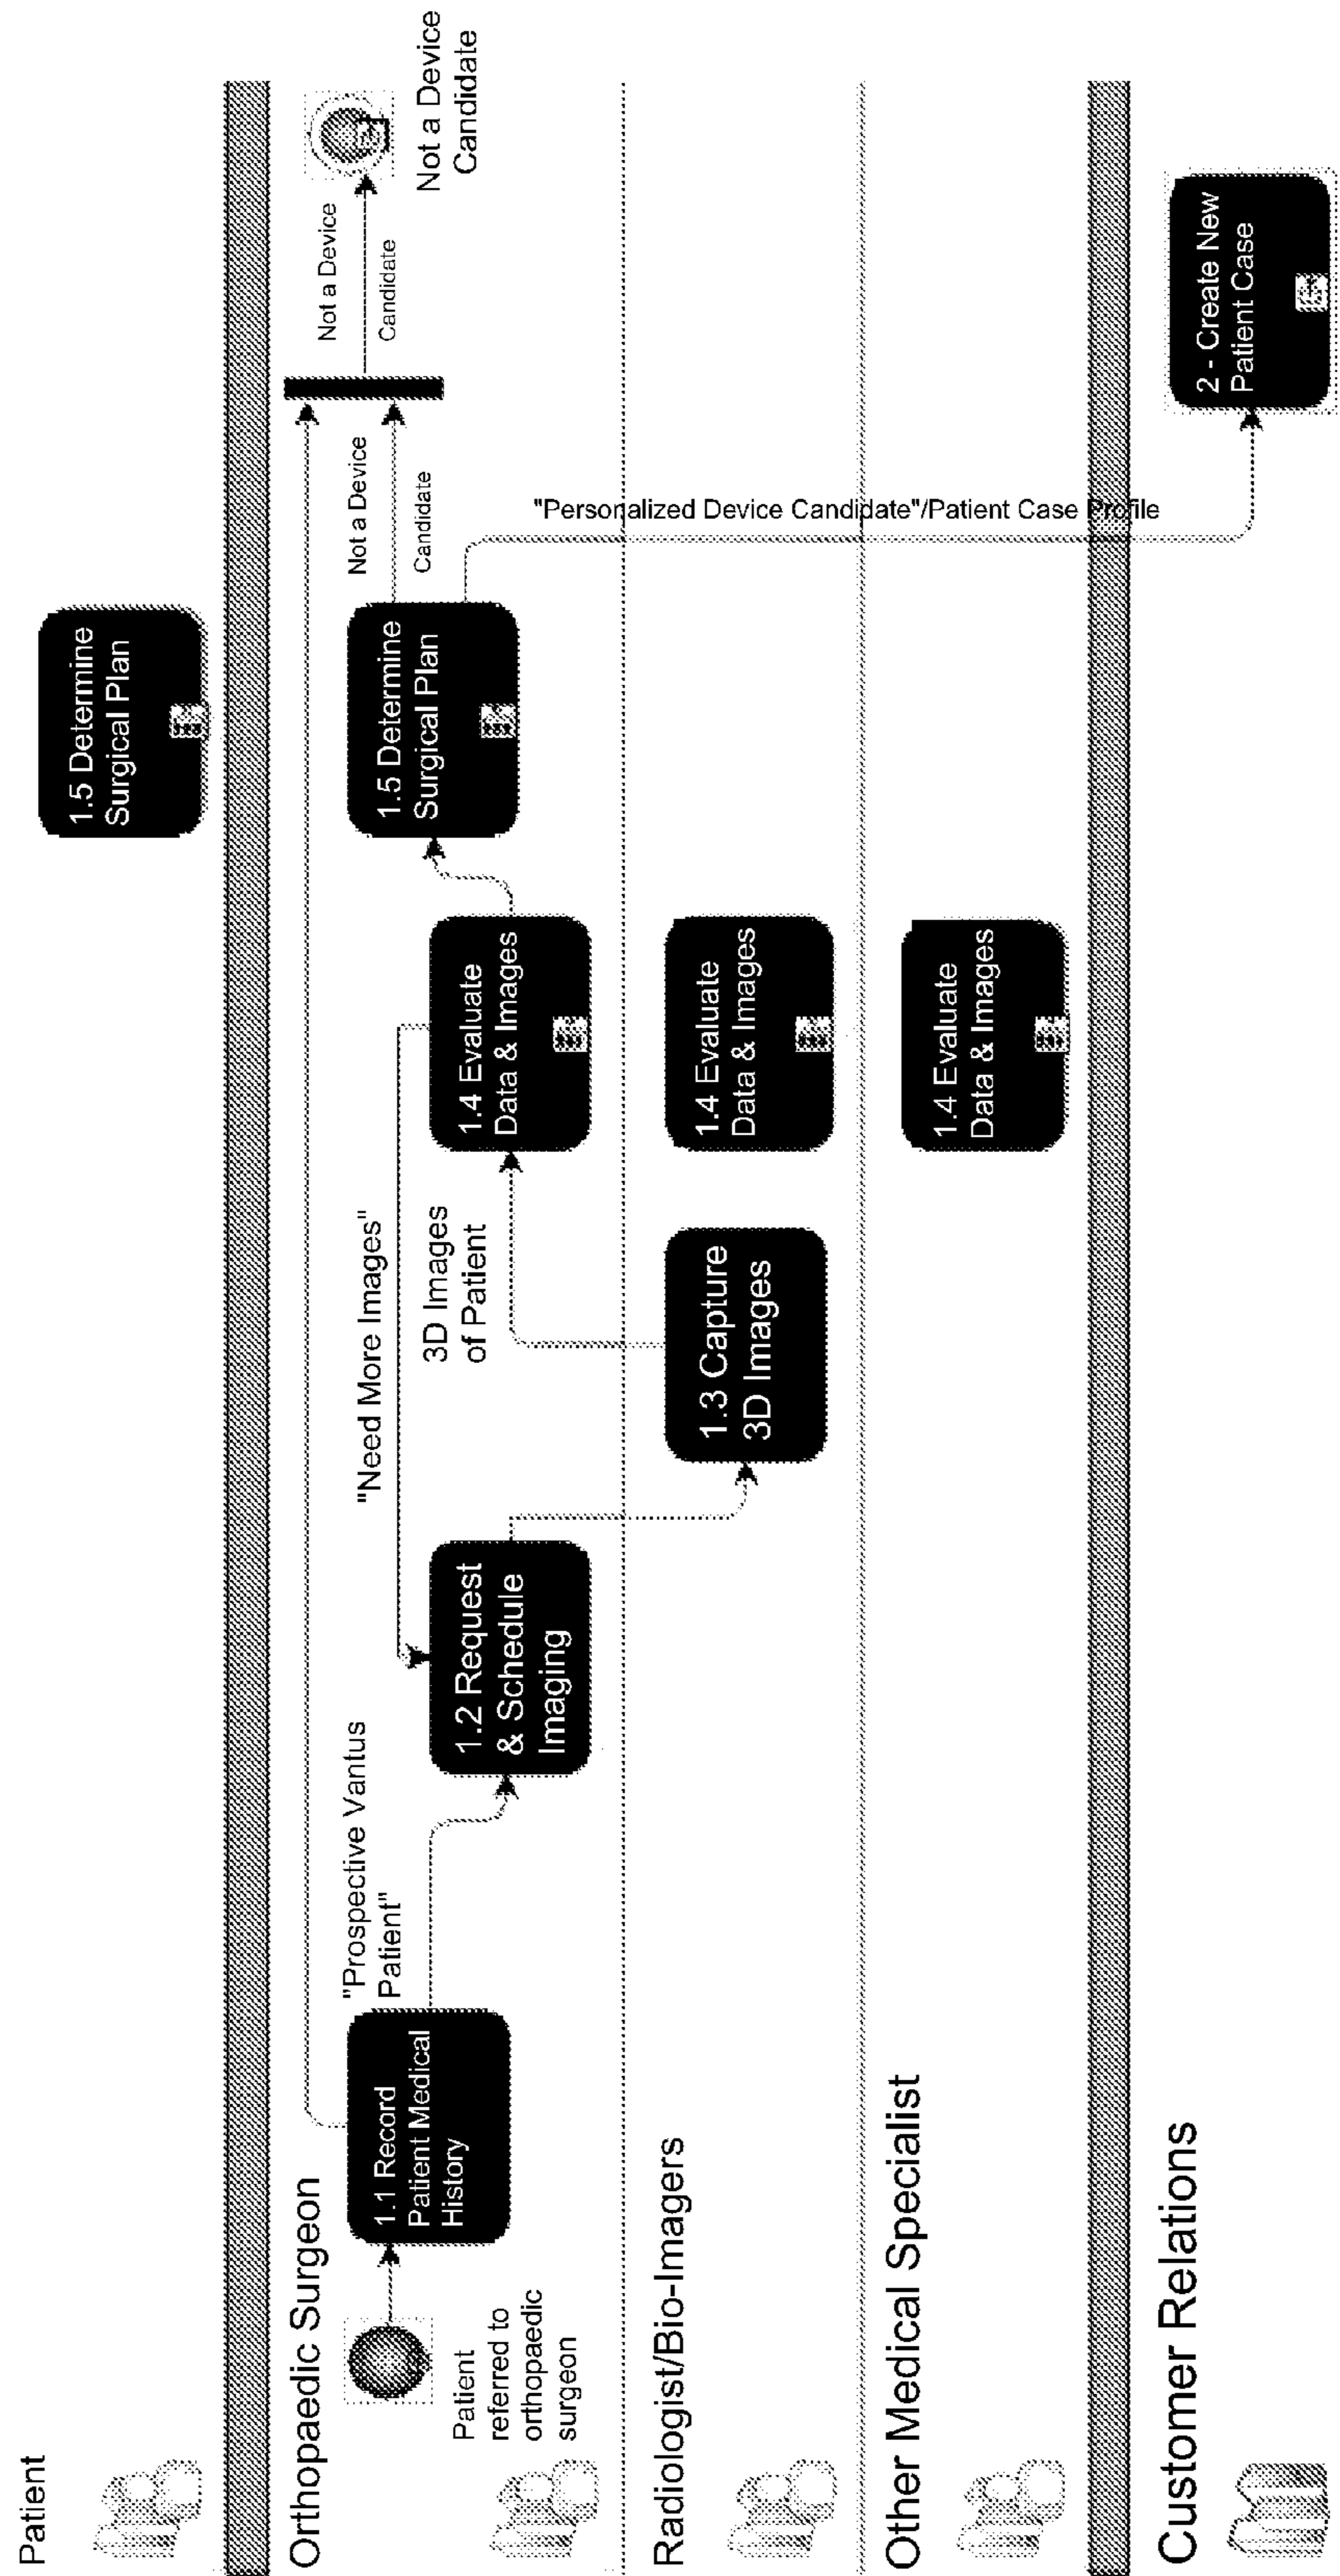 Patient
1.5 Determine
Surgical Plan
Orthopaedic Surgeon
Patient
referred to
orthopaedic
surgeon
1.1 Record
Patient Medical
History
"Prospective Vantus
Patient"
1.2 Request
& Schedule
Imaging
"Need More Images"
3D Images
of Patient
1.4 Evaluate
Data & Images
1.5 Determine
Surgical Plan
Not a Device
Candidate
Not a Device
Candidate
Not a Device
Candidate
"Personalized Device Candidate"/Patient Case Profile
Radiologist/Bio-Imagers
1.3 Capture
3D Images
1.4 Evaluate
Data & Images
Other Medical Specialist
1.4 Evaluate
Data & Images
Customer Relations
2 - Create New
Patient Case